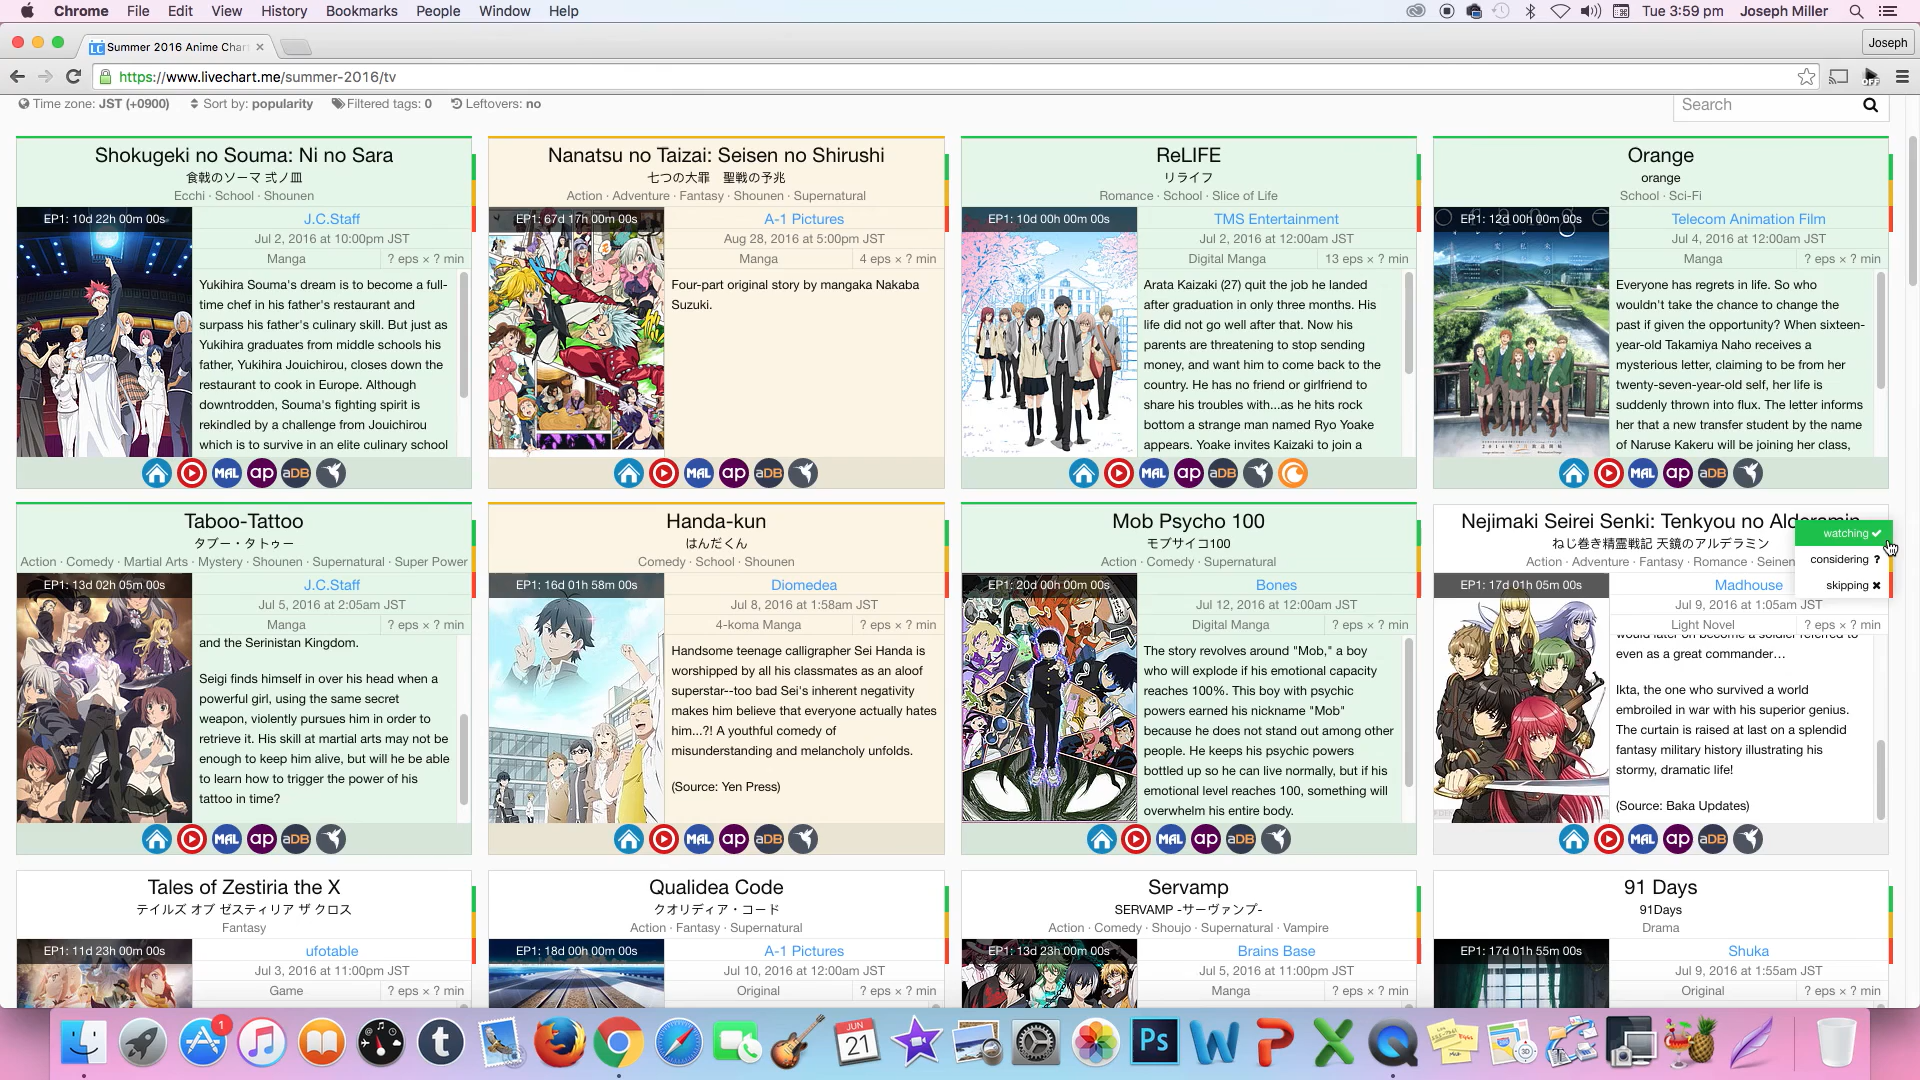 Chrome File Edit View History Bookmarks People Window Help
Tue 3:59 pm Joseph Miller
Summer 2016 Anime Char
Joseph
https://www.livechart.me/summer-2016/tv
OFF
Time zone: JST (+0900) Sort by: popularity Filtered tags: 0 Leftovers: no
Search
Shokugeki no Souma: Ni no Sara
食戟のソーマ 弐ノ皿
Ecchi · School · Shounen
EP1: 10d 22h 00m 00s
J.C.Staff
Jul 2, 2016 at 10:00pm JST
Manga ? eps × ? min
Yukihira Souma's dream is to become a full-
time chef in his father's restaurant and
surpass his father's culinary skill. But just as
Yukihira graduates from middle schools his
father, Yukihira Jouichirou, closes down the
restaurant to cook in Europe. Although
downtrodden, Souma's fighting spirit is
rekindled by a challenge from Jouichirou
which is to survive in an elite culinary school
MAL ap aDB
Nanatsu no Taizai: Seisen no Shirushi
七つの大罪 聖戦の予兆
Action · Adventure · Fantasy · Shounen · Supernatural
EP1: 67d 17h 00m 00s
A-1 Pictures
Aug 28, 2016 at 5:00pm JST
Manga 4 eps × ? min
Four-part original story by mangaka Nakaba
Suzuki.
MAL ap aDB
ReLIFE
リライフ
Romance · School · Slice of Life
EP1: 10d 00h 00m 00s
TMS Entertainment
Jul 2, 2016 at 12:00am JST
Digital Manga 13 eps × ? min
Arata Kaizaki (27) quit the job he landed
after graduation in only three months. His
life did not go well after that. Now his
parents are threatening to stop sending
money, and want him to come back to the
country. He has no friend or girlfriend to
share his troubles with...as he hits rock
bottom a strange man named Ryo Yoake
appears. Yoake invites Kaizaki to join a
MAL ap aDB
Orange
orange
School · Sci-Fi
EP1: 12d 00h 00m 00s
Telecom Animation Film
Jul 4, 2016 at 12:00am JST
Manga ? eps × ? min
Everyone has regrets in life. So who
wouldn't take the chance to change the
past if given the opportunity? When sixteen-
year-old Takamiya Naho receives a
mysterious letter, claiming to be from her
twenty-seven-year-old self, her life is
suddenly thrown into flux. The letter informs
her that a new transfer student by the name
of Naruse Kakeru will be joining her class,
MAL ap aDB
Taboo-Tattoo
タブー・タトゥー
Action · Comedy · Martial Arts · Mystery · Shounen · Supernatural · Super Power
EP1: 13d 02h 05m 00s
J.C.Staff
Jul 5, 2016 at 2:05am JST
Manga ? eps × ? min
and the Serinistan Kingdom.
Seigi finds himself in over his head when a
powerful girl, using the same secret
weapon, violently pursues him in order to
retrieve it. His skill at martial arts may not be
enough to keep him alive, but will he be able
to learn how to trigger the power of his
tattoo in time?
MAL ap aDB
Handa-kun
はんだくん
Comedy · School · Shounen
EP1: 16d 01h 58m 00s
Diomedea
Jul 8, 2016 at 1:58am JST
4-koma Manga ? eps × ? min
Handsome teenage calligrapher Sei Handa is
worshipped by all his classmates as an aloof
superstar--too bad Sei's inherent negativity
makes him believe that everyone actually hates
him...?! A youthful comedy of
misunderstanding and melancholy unfolds.
(Source: Yen Press)
MAL ap aDB
Mob Psycho 100
モブサイコ100
Action · Comedy · Supernatural
EP1: 20d 00h 00m 00s
Bones
Jul 12, 2016 at 12:00am JST
Digital Manga ? eps × ? min
The story revolves around "Mob," a boy
who will explode if his emotional capacity
reaches 100%. This boy with psychic
powers earned his nickname "Mob"
because he does not stand out among other
people. He keeps his psychic powers
bottled up so he can live normally, but if his
emotional level reaches 100, something will
overwhelm his entire body.
MAL ap aDB
Nejimaki Seirei Senki: Tenkyou no Alderamin
ねじ巻き精霊戦記 天鏡のアルデラミン
Action · Adventure · Fantasy · Romance · Seinen
watching
considering ?
skipping
EP1: 17d 01h 05m 00s
Madhouse
Jul 9, 2016 at 1:05am JST
Light Novel ? eps × ? min
would later on become a soldier referred to
even as a great commander…
Ikta, the one who survived a world
embroiled in war with his superior genius.
The curtain is raised at last on a splendid
fantasy military history illustrating his
stormy, dramatic life!
(Source: Baka Updates)
MAL ap aDB
Tales of Zestiria the X
テイルズ オブ ゼスティリア ザ クロス
Fantasy
EP1: 11d 23h 00m 00s
ufotable
Jul 3, 2016 at 11:00pm JST
Game ? eps × ? min
Qualidea Code
クオリディア・コード
Action · Fantasy · Supernatural
EP1: 18d 00h 00m 00s
A-1 Pictures
Jul 10, 2016 at 12:00am JST
Original ? eps × ? min
Servamp
SERVAMP -サーヴァンプ-
Action · Comedy · Shoujo · Supernatural · Vampire
EP1: 13d 23h 00m 00s
Brains Base
Jul 5, 2016 at 11:00pm JST
Manga ? eps × ? min
91 Days
91Days
Drama
EP1: 17d 01h 55m 00s
Shuka
Jul 9, 2016 at 1:55am JST
Original ? eps × ? min
1
JUN
21
Ps